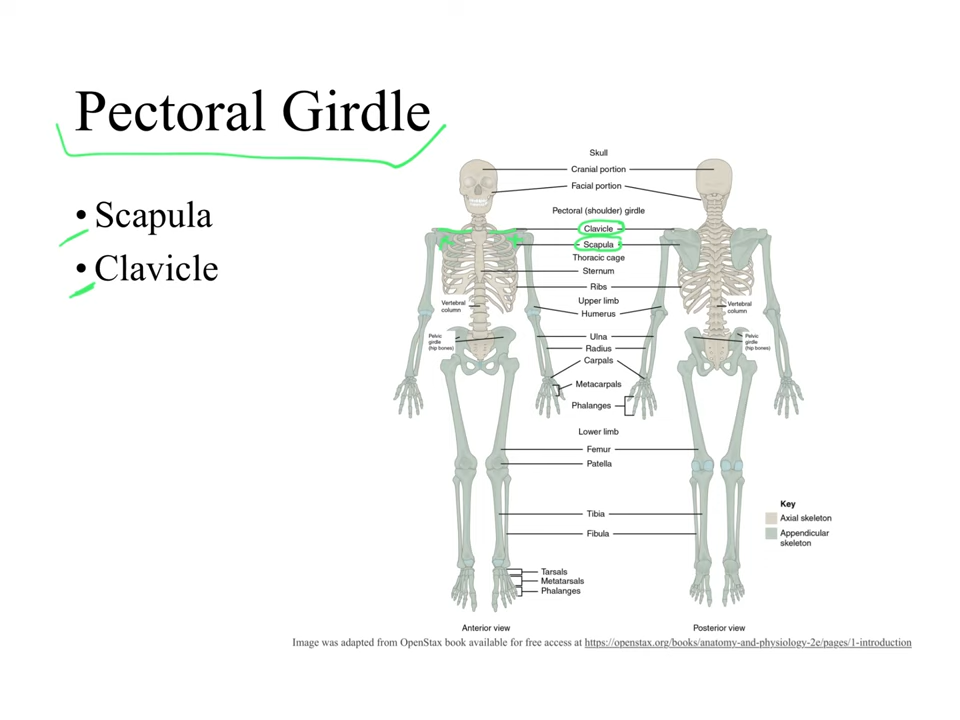 Pectoral Girdle
• Scapula
• Clavicle
Skull
Cranial portion
Facial portion
Pectoral (shoulder) girdle
Clavicle
Scapula
Thoracic cage
Sternum
Ribs
Upper limb
Humerus
Vertebral
column
Vertebral
column
Ulna
Radius
Carpals
Pelvic
girdle
(hip bones)
Pelvic
girdle
(hip bones)
Metacarpals
Phalanges
Lower limb
Femur
Patella
Tibia
Fibula
Tarsals
Metatarsals
Phalanges
Key
Axial skeleton
Appendicular
skeleton
Anterior view
Posterior view
Image was adapted from OpenStax book available for free access at https://openstax.org/books/anatomy-and-physiology-2e/pages/1-introduction